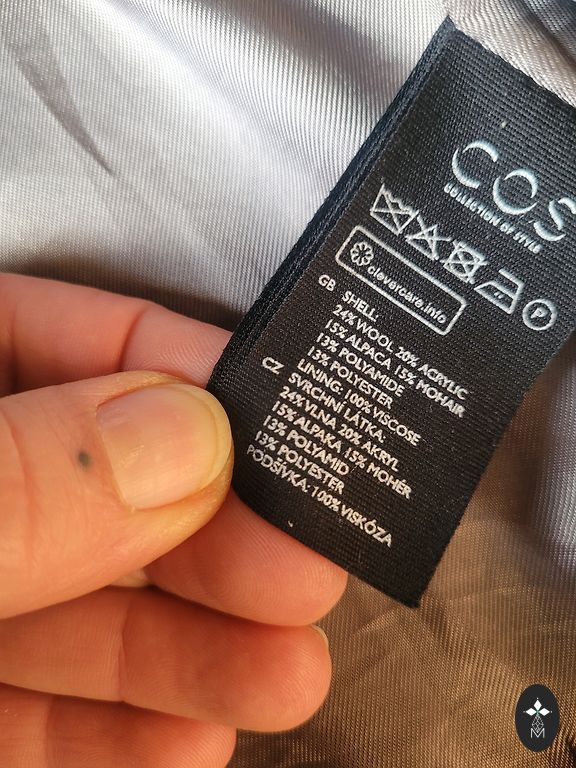 COS
COLLECTION OF STYLE
clevercare.info
P
GB SHELL:
24% WOOL 20% ACRYLIC
15% ALPACA 15% MOHAIR
13% POLYAMIDE
13% POLYESTER
LINING: 100% VISCOSE
CZ SVRCHNÍ LÁTKA:
24% VLNA 20% AKRYL
15% ALPAKA 15% MOHÉR
13% POLYAMID
13% POLYESTER
PODŠÍVKA: 100% VISKÓZA
M